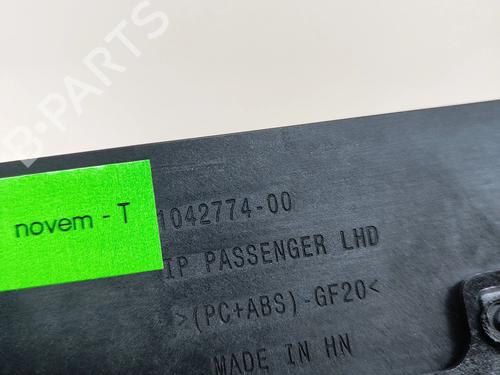 B-PARTS
novem - T
1042774-00
IP PASSENGER LHD
>(PC+ABS)-GF20<
MADE IN HN